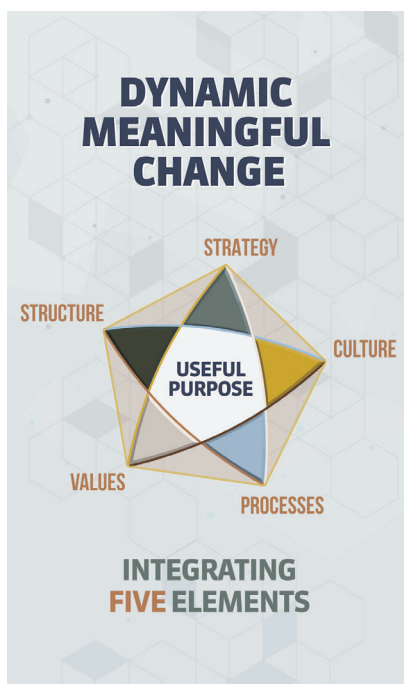 DYNAMIC
MEANINGFUL
CHANGE
STRATEGY
STRUCTURE
CULTURE
USEFUL
PURPOSE
VALUES
PROCESSES
INTEGRATING
FIVE ELEMENTS